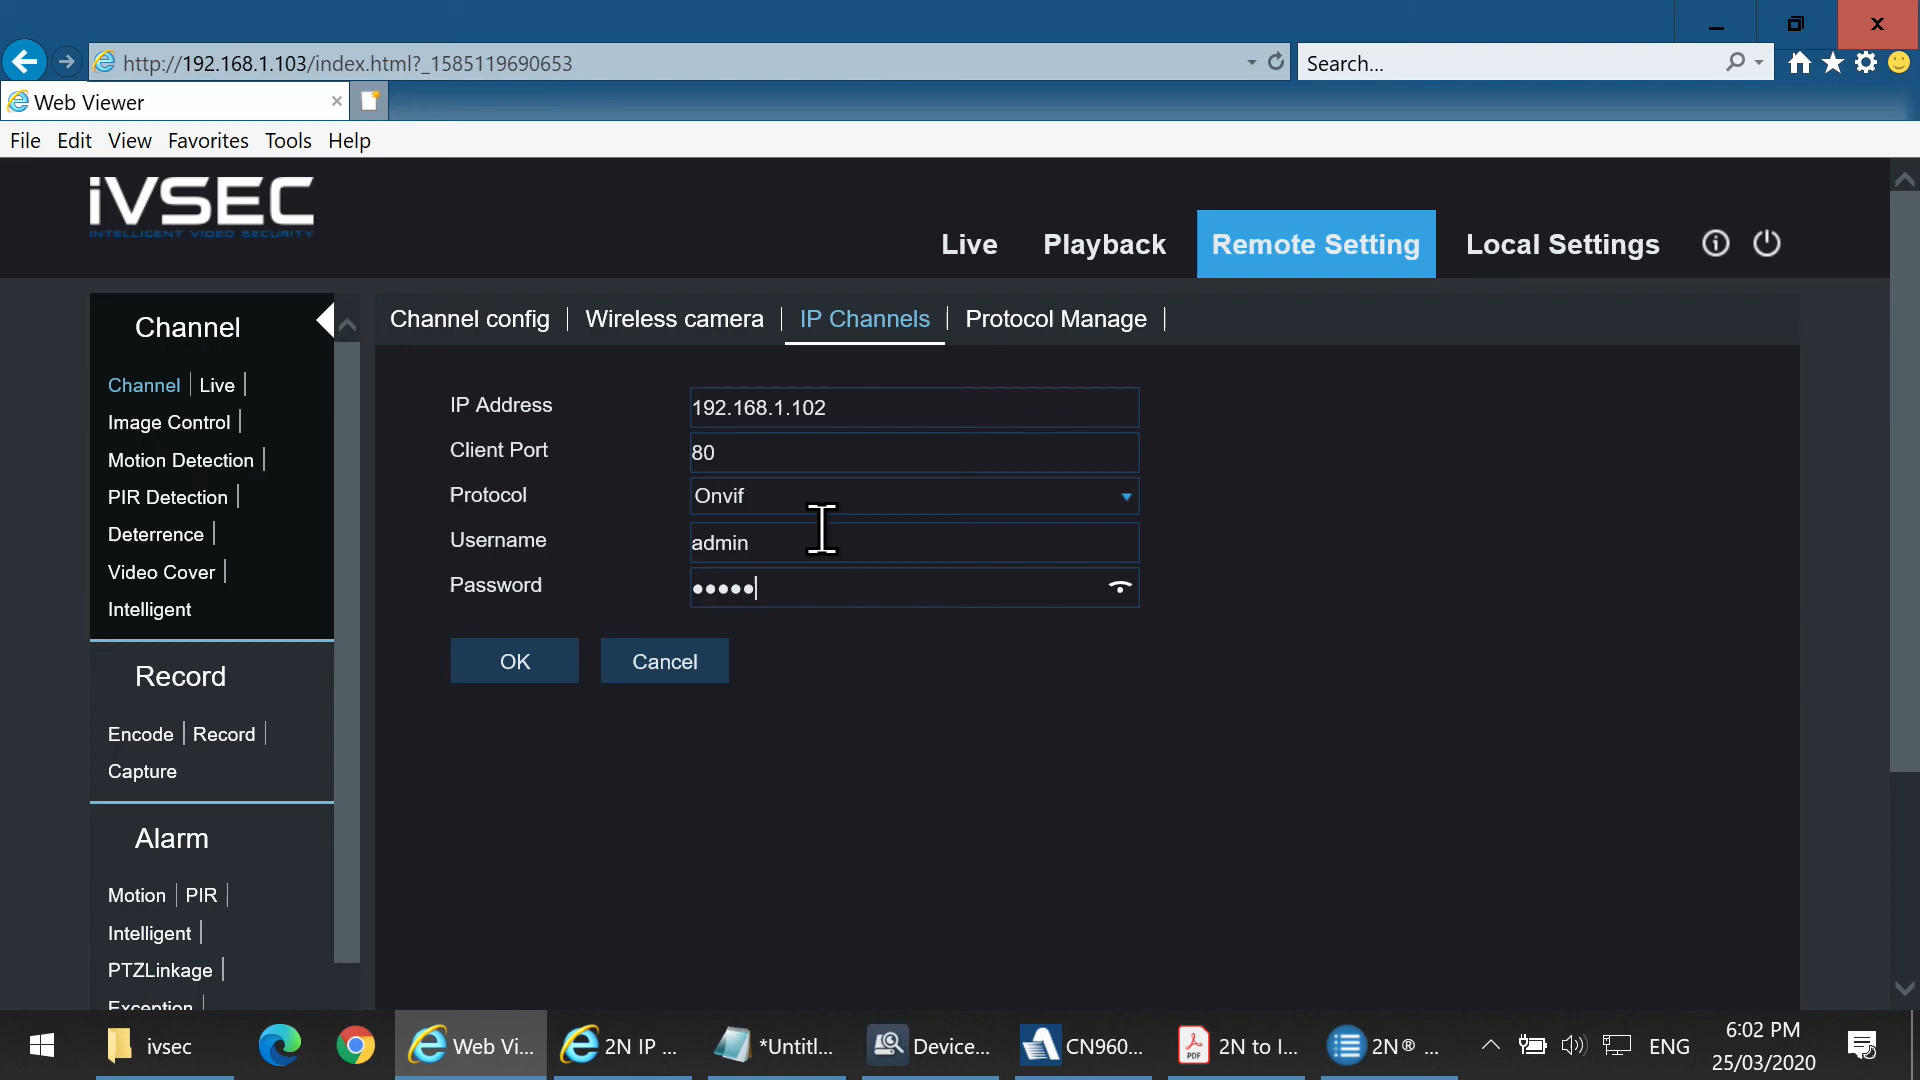 http://192.168.1.103/index.html?_1585119690653
Search...
Web Viewer
File Edit View Favorites Tools Help
iVSEC
INTELLIGENT VIDEO SECURITY
Live Playback Remote Setting Local Settings
Channel
Channel | Live |
Image Control |
Motion Detection |
PIR Detection |
Deterrence |
Video Cover |
Intelligent
Record
Encode | Record |
Capture
Alarm
Motion | PIR |
Intelligent |
PTZLinkage |
Exception |
Channel config | Wireless camera | IP Channels | Protocol Manage |
IP Address 192.168.1.102
Client Port 80
Protocol Onvif
Username admin
Password •••••
OK Cancel
ivsec
Web Vi...
2N IP ...
*Untitl...
Device...
CN960...
PDF
2N to I...
2N® ...
ENG
6:02 PM
25/03/2020